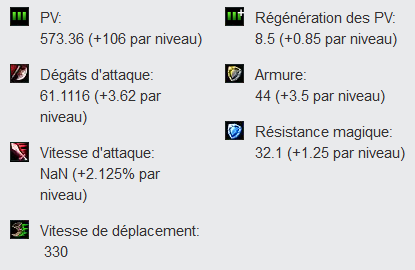 PV:
573.36 (+106 par niveau)
Dégâts d'attaque:
61.1116 (+3.62 par
niveau)
Vitesse d'attaque:
NaN (+2.125% par
niveau)
Vitesse de déplacement:
330
Régénération des PV:
8.5 (+0.85 par niveau)
Armure:
44 (+3.5 par niveau)
Résistance magique:
32.1 (+1.25 par niveau)